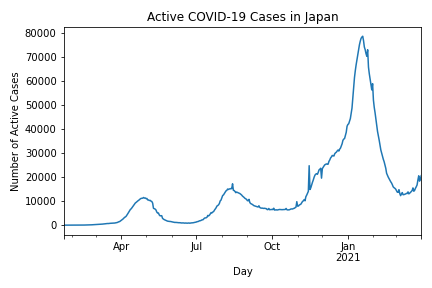 Active COVID-19 Cases in Japan
80000
70000
60000
50000
40000
30000
20000
10000
0
Number of Active Cases
Apr
Jul
Oct
Jan
2021
Day